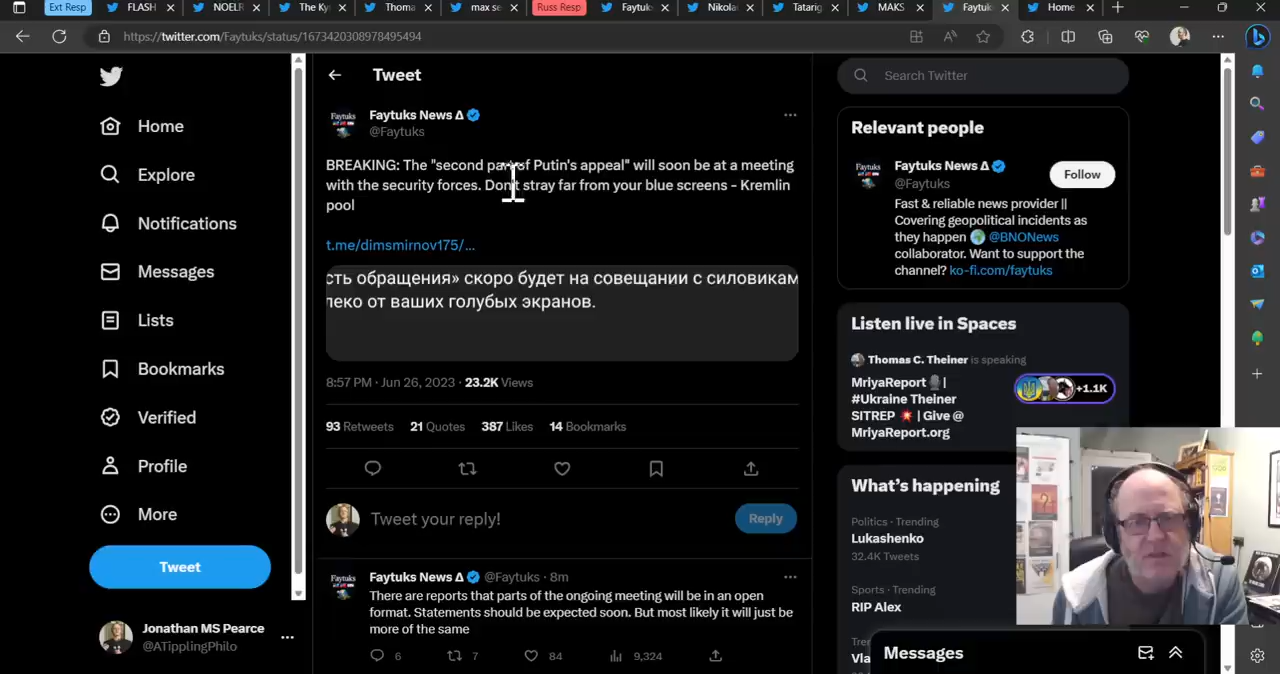 Ext Resp
FLASH
NOELR
The Ky
Thoma
max se
Russ Resp
Faytuk
Nikola
Tatarig
MAKS
Faytuk
Home
https://twitter.com/Faytuks/status/1673420308978495494
Home
Explore
Notifications
Messages
Lists
Bookmarks
Verified
Profile
More
Tweet
Jonathan MS Pearce
@ATipplingPhilo
Tweet
Faytuks News Δ
@Faytuks
BREAKING: The "second part of Putin's appeal" will soon be at a meeting
with the security forces. Don't stray far from your blue screens - Kremlin
pool
t.me/dimsmirnov175/...
сть обращения» скоро будет на совещании с силовикам
леко от ваших голубых экранов.
8:57 PM · Jun 26, 2023 · 23.2K Views
93 Retweets 21 Quotes 387 Likes 14 Bookmarks
Tweet your reply!
Reply
Faytuks News Δ @Faytuks · 8m
There are reports that parts of the ongoing meeting will be in an open
format. Statements should be expected soon. But most likely it will just be
more of the same
6 7 84 9,324
Search Twitter
Relevant people
Faytuks News Δ
@Faytuks
Follow
Fast & reliable news provider ||
Covering geopolitical incidents as
they happen 🌍 @BNONews
collaborator. Want to support the
channel? ko-fi.com/faytuks
Listen live in Spaces
Thomas C. Theiner is speaking
MriyaReport 🗣️ |
#Ukraine Theiner
SITREP 💥 | Give @
MriyaReport.org
+1.1K
What's happening
Politics · Trending
Lukashenko
32.4K Tweets
Sports · Trending
RIP Alex
Messages